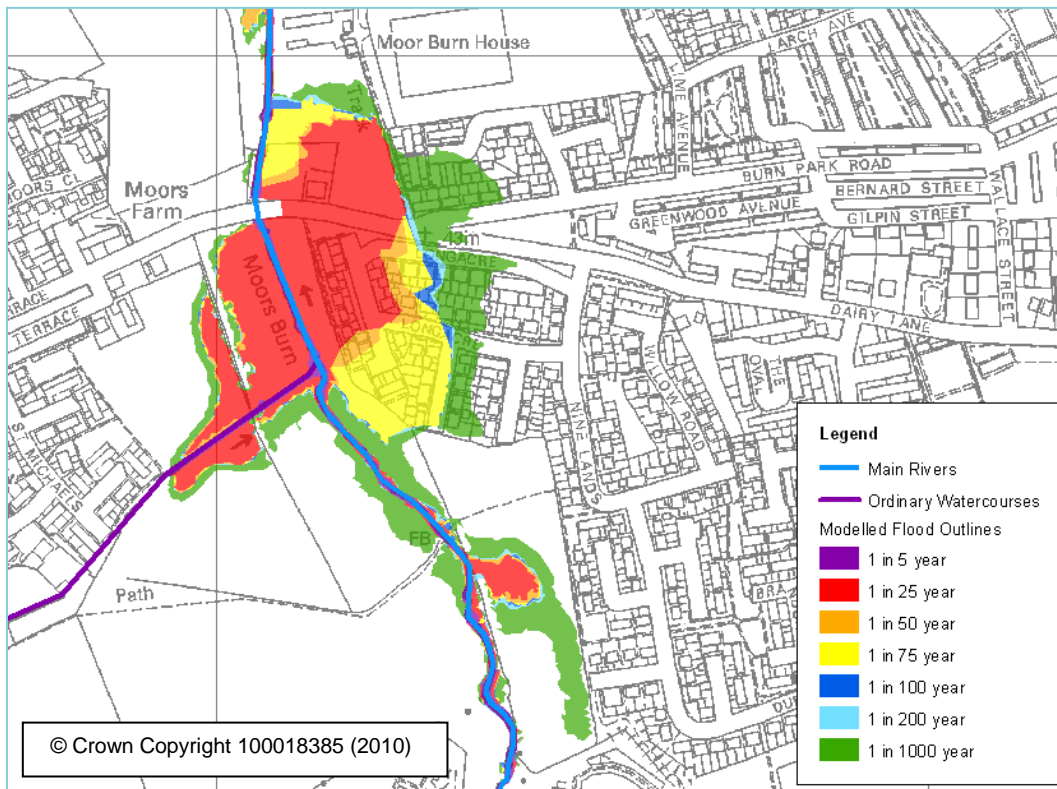 LARCH AVE
Moor Burn House
LIME AVENUE
Track
BURN PARK ROAD
BERNARD STREET
GREENWOOD AVENUE
GILPIN STREET
WALLICE STREET
MOORS CL
Moors
Farm
43m
DAIRY LANE
TERRACE
Moors Burn
WILLOW ROAD
NINE LANDS
ST MICHAELS
FB
Path
Legend
Main Rivers
Ordinary Watercourses
Modelled Flood Outlines
1 in 5 year
1 in 25 year
1 in 50 year
1 in 75 year
1 in 100 year
1 in 200 year
1 in 1000 year
© Crown Copyright 100018385 (2010)